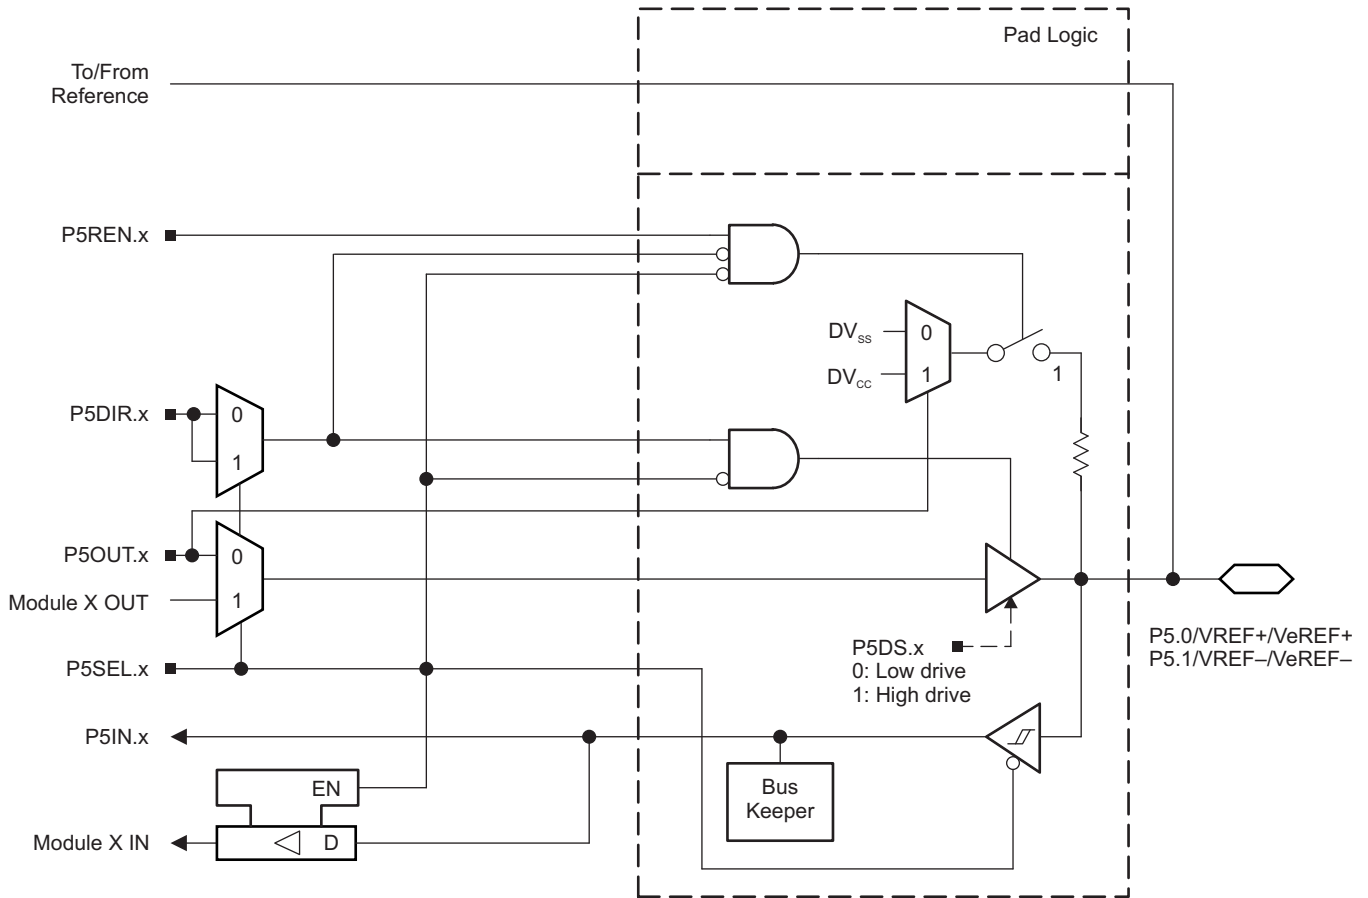 Pad Logic
To/From
Reference
P5REN.x
DVSS
0
DVCC
1
1
P5DIR.x
0
1
P5OUT.x
0
Module X OUT
1
P5SEL.x
P5DS.x
0: Low drive
1: High drive
P5.0/VREF+/VeREF+
P5.1/VREF–/VeREF–
P5IN.x
Bus
Keeper
EN
Module X IN
D